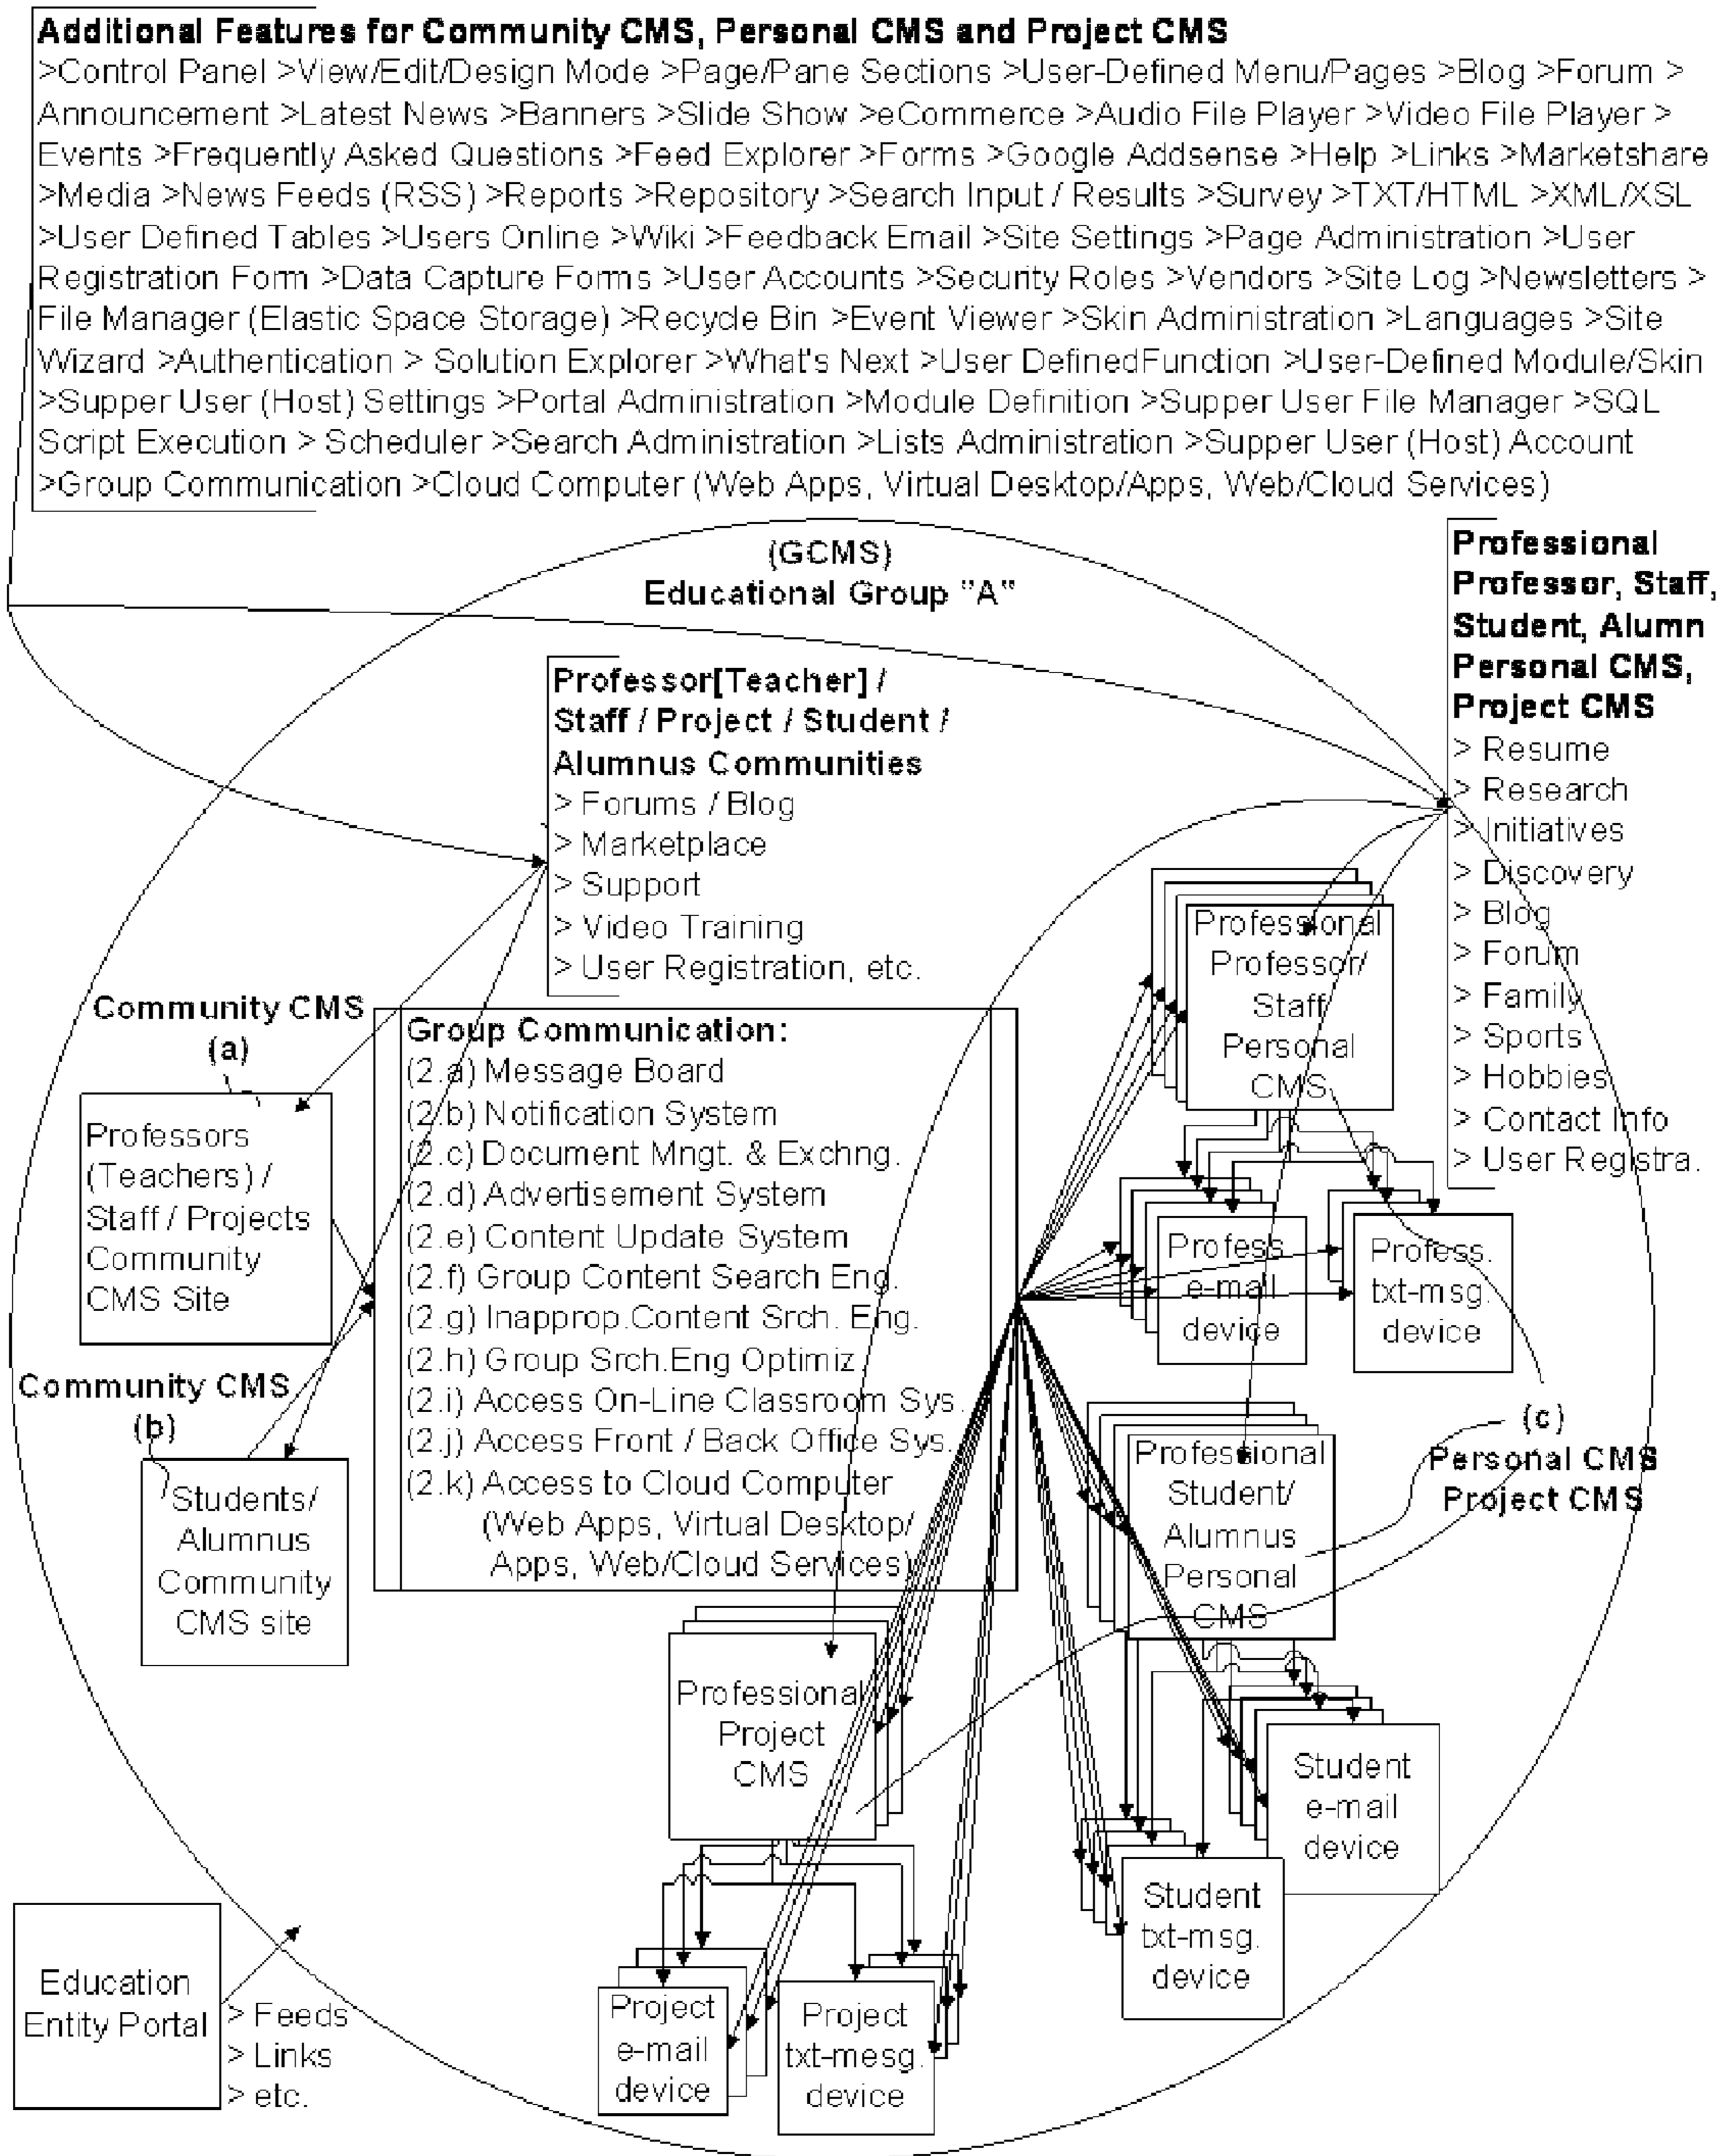 Additional Features for Community CMS, Personal CMS and Project CMS
>Control Panel >View/Edit/Design Mode >Page/Pane Sections >User-Defined Menu/Pages >Blog >Forum >
Announcement >Latest News >Banners >Slide Show >eCommerce >Audio File Player >Video File Player >
Events >Frequently Asked Questions >Feed Explorer >Forms >Google Addsense >Help >Links >Marketshare
>Media >News Feeds (RSS) >Reports >Repository >Search Input / Results >Survey >TXT/HTML >XML/XSL
>User Defined Tables >Users Online >Wiki >Feedback Email >Site Settings >Page Administration >User
Registration Form >Data Capture Forms >User Accounts >Security Roles >Vendors >Site Log >Newsletters >
File Manager (Elastic Space Storage) >Recycle Bin >Event Viewer >Skin Administration >Languages >Site
Wizard >Authentication > Solution Explorer >What's Next >User DefinedFunction >User-Defined Module/Skin
>Supper User (Host) Settings >Portal Administration >Module Definition >Supper User File Manager >SQL
Script Execution > Scheduler >Search Administration >Lists Administration >Supper User (Host) Account
>Group Communication >Cloud Computer (Web Apps, Virtual Desktop/Apps, Web/Cloud Services)
(GCMS)
Educational Group "A"
Professor[Teacher] /
Staff / Project / Student /
Alumnus Communities
> Forums / Blog
> Marketplace
> Support
> Video Training
> User Registration, etc.
Professional
Professor, Staff,
Student, Alumn
Personal CMS,
Project CMS
> Resume
> Research
> Initiatives
> Discovery
> Blog
> Forum
> Family
> Sports
> Hobbies
> Contact Info
> User Registra.
Community CMS
(a)
Professors
(Teachers) /
Staff / Projects
Community
CMS Site
Community CMS
(b)
Students/
Alumnus
Community
CMS site
Group Communication:
(2.a) Message Board
(2.b) Notification System
(2.c) Document Mngt. & Exchng.
(2.d) Advertisement System
(2.e) Content Update System
(2.f) Group Content Search Eng.
(2.g) Inapprop.Content Srch. Eng.
(2.h) Group Srch.Eng Optimiz.
(2.i) Access On-Line Classroom Sys.
(2.j) Access Front / Back Office Sys.
(2.k) Access to Cloud Computer
(Web Apps, Virtual Desktop/
Apps, Web/Cloud Services)
Professional
Professor/
Staff
Personal
CMS
Profess
e-mail
device
Profess.
txt-msg.
device
(c)
Personal CMS
Project CMS
Professional
Student/
Alumnus
Personal
CMS
Student
e-mail
device
Student
txt-msg.
device
Professional
Project
CMS
Project
e-mail
device
Project
txt-mesg.
device
Education
Entity Portal
> Feeds
> Links
> etc.